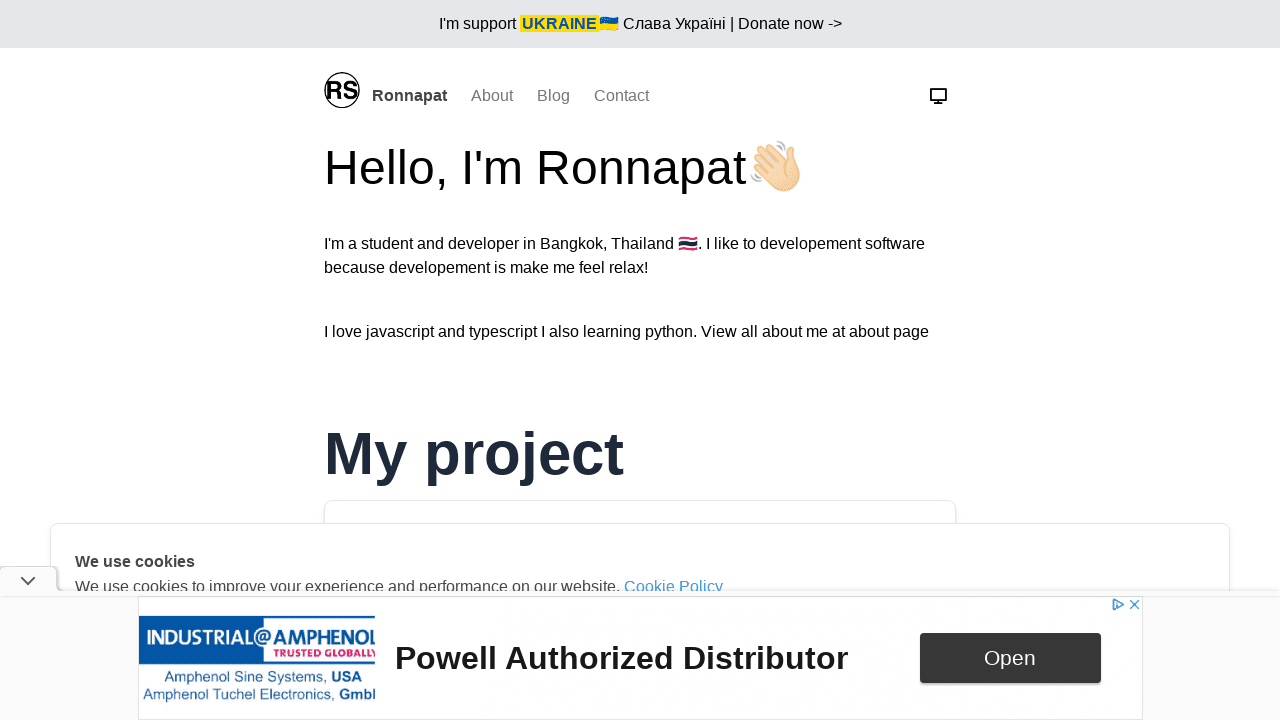 I'm support UKRAINE🇺🇦 Слава Україні | Donate now ->
RS Ronnapat About Blog Contact
Hello, I'm Ronnapat👋🏻
I'm a student and developer in Bangkok, Thailand 🇹🇭. I like to developement software
because developement is make me feel relax!
I love javascript and typescript I also learning python. View all about me at about page
My project
We use cookies
We use cookies to improve your experience and performance on our website. Cookie Policy
INDUSTRIAL@AMPHENOL
TRUSTED GLOBALLY
Amphenol Sine Systems, USA
Amphenol Tuchel Electronics, Gmb
Powell Authorized Distributor
Open